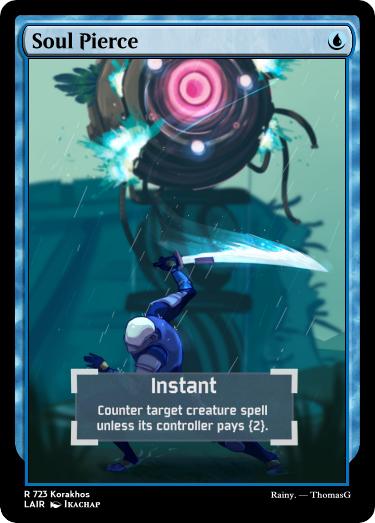 Soul Pierce
Instant
Counter target creature spell
unless its controller pays {2}.
R 723 Korakhos
LAIR Ikachap
Rainy. — ThomasG